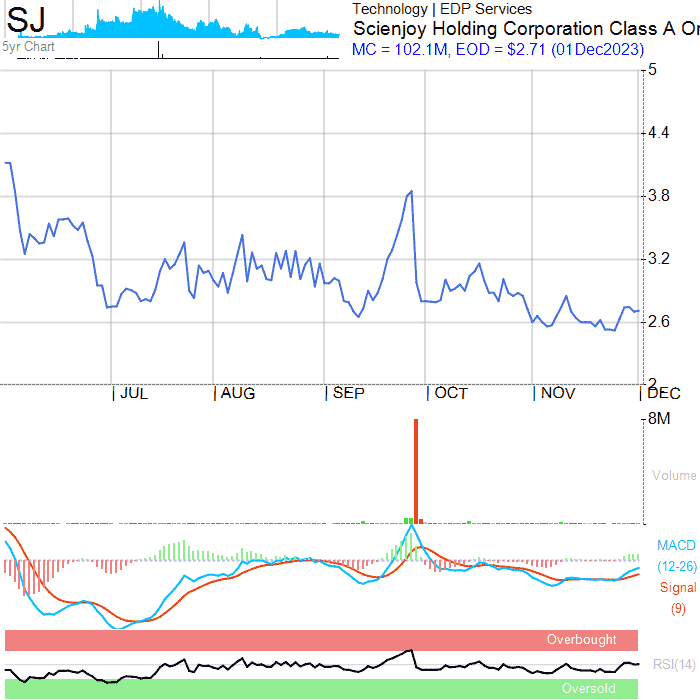 SJ
5yr Chart
Technology | EDP Services
Scienjoy Holding Corporation Class A Or
MC = 102.1M, EOD = $2.71 (01Dec2023)
5
4.4
3.8
3.2
2.6
2
JUL AUG SEP OCT NOV DEC
8M
Volume
MACD
(12-26)
Signal
(9)
Overbought
RSI(14)
Oversold